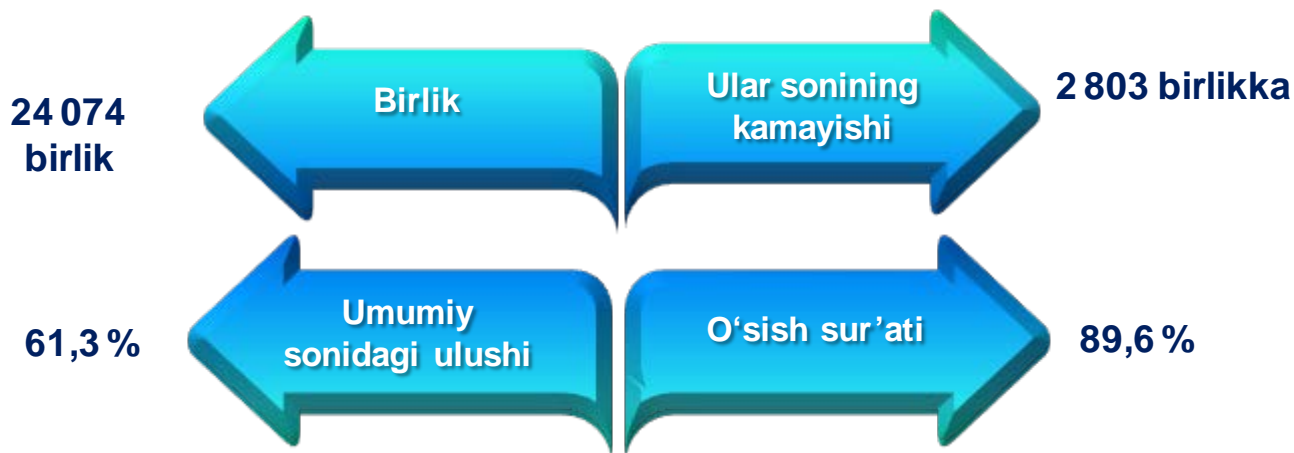 24 074
birlik
Birlik
Ular sonining
kamayishi
2 803 birlikka
61,3 %
Umumiy
sonidagi ulushi
O‘sish sur’ati
89,6 %